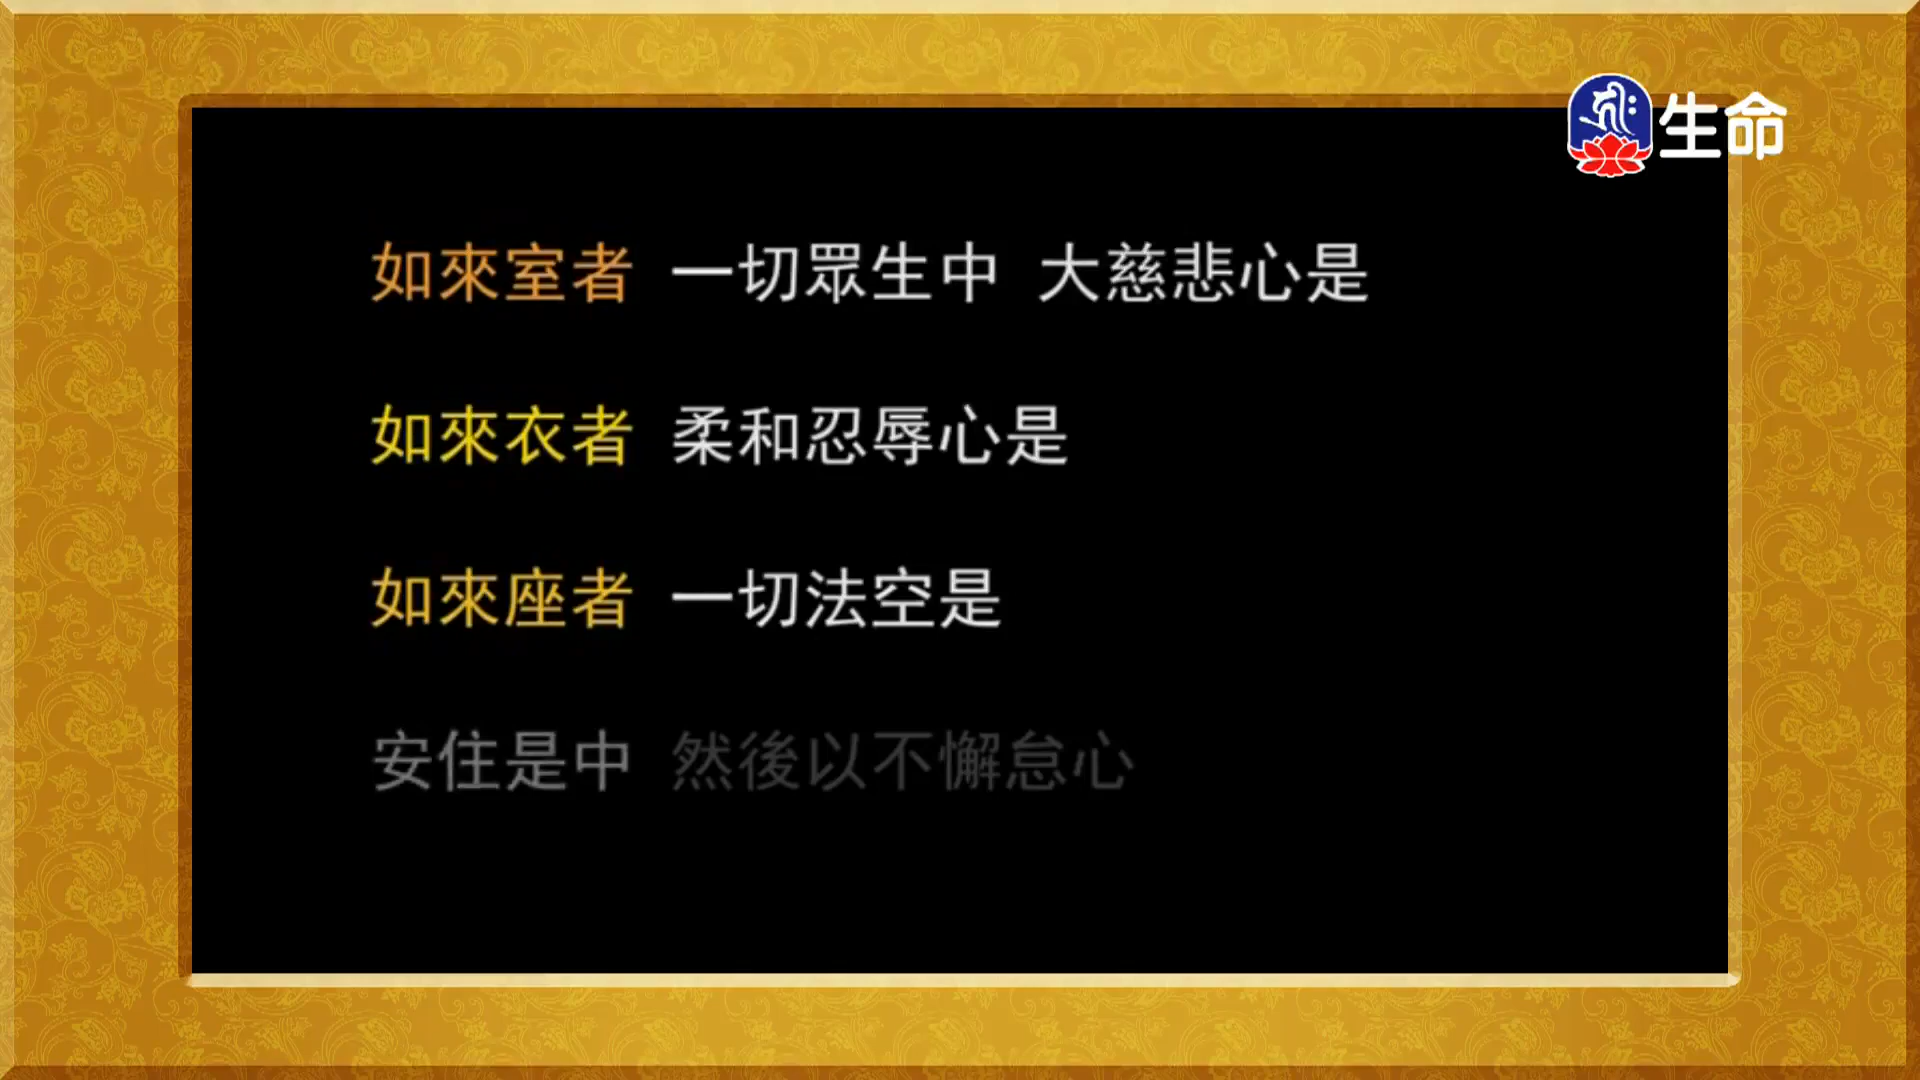 生命
如來室者 一切眾生中 大慈悲心是
如來衣者 柔和忍辱心是
如來座者 一切法空是
安住是中 然後以不懈怠心